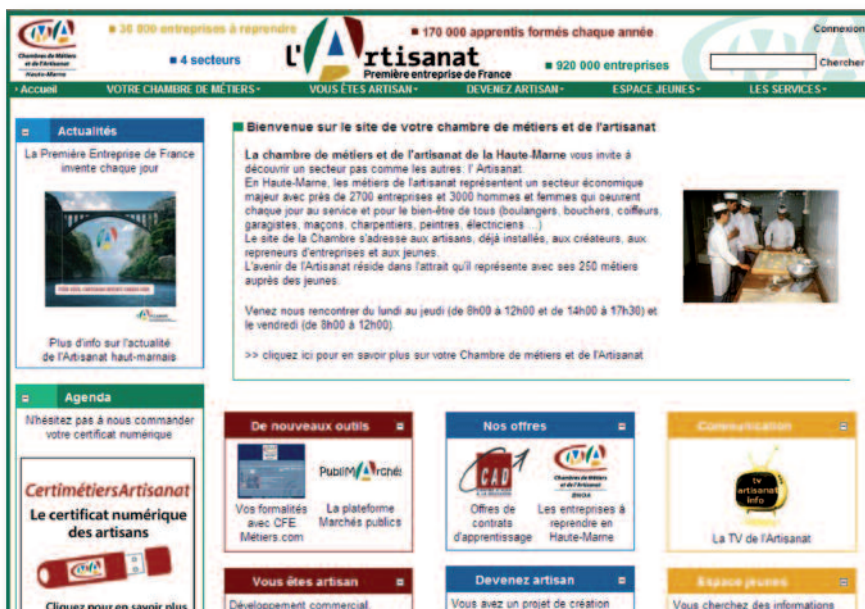 36 800 entreprises à reprendre
170 000 apprentis formés chaque année
Connexion
Chambres de Métiers
et de l'Artisanat
Haute-Marne
4 secteurs
l'Artisanat
Première entreprise de France
920 000 entreprises
Chercher
Accueil
VOTRE CHAMBRE DE MÉTIERS
VOUS ÊTES ARTISAN
DEVENEZ ARTISAN
ESPACE JEUNES
LES SERVICES
Actualités
La Première Entreprise de France
invente chaque jour
Plus d'info sur l'actualité
de l'Artisanat haut-marnais
Bienvenue sur le site de votre chambre de métiers et de l'artisanat
La chambre de métiers et de l'artisanat de la Haute-Marne vous invite à
découvrir un secteur pas comme les autres: l' Artisanat.
En Haute-Marne, les métiers de l'artisanat représentent un secteur économique
majeur avec près de 2700 entreprises et 3000 hommes et femmes qui oeuvrent
chaque jour au service et pour le bien-être de tous (boulangers, bouchers, coiffeurs,
garagistes, maçons, charpentiers, peintres, électriciens ...)
Le site de la Chambre s'adresse aux artisans, déjà installés, aux créateurs, aux
repreneurs d'entreprises et aux jeunes.
L'avenir de l'Artisanat réside dans l'attrait qu'il représente avec ses 250 métiers
auprès des jeunes.
Venez nous rencontrer du lundi au jeudi (de 8h00 à 12h00 et de 14h00 à 17h30) et
le vendredi (de 8h00 à 12h00).
>> cliquez ici pour en savoir plus sur votre Chambre de métiers et de l'Artisanat
Agenda
N'hésitez pas à nous commander
votre certificat numérique
CertimétiersArtisanat
Le certificat numérique
des artisans
Cliquez pour en savoir plus
De nouveaux outils
PubliMArchés
Vos formalités
avec CFE
Métiers.com
La plateforme
Marchés publics
Nos offres
CAD
Chambres de Métiers
et de l'Artisanat
BNOA
Offres de
contrats
d'apprentissage
Les entreprises à
reprendre en
Haute-Marne
Communication
tv
artisanat
info
La TV de l'Artisanat
Vous êtes artisan
Développement commercial,
Devenez artisan
Vous avez un projet de création
Espace jeunes
Vous cherchez des informations